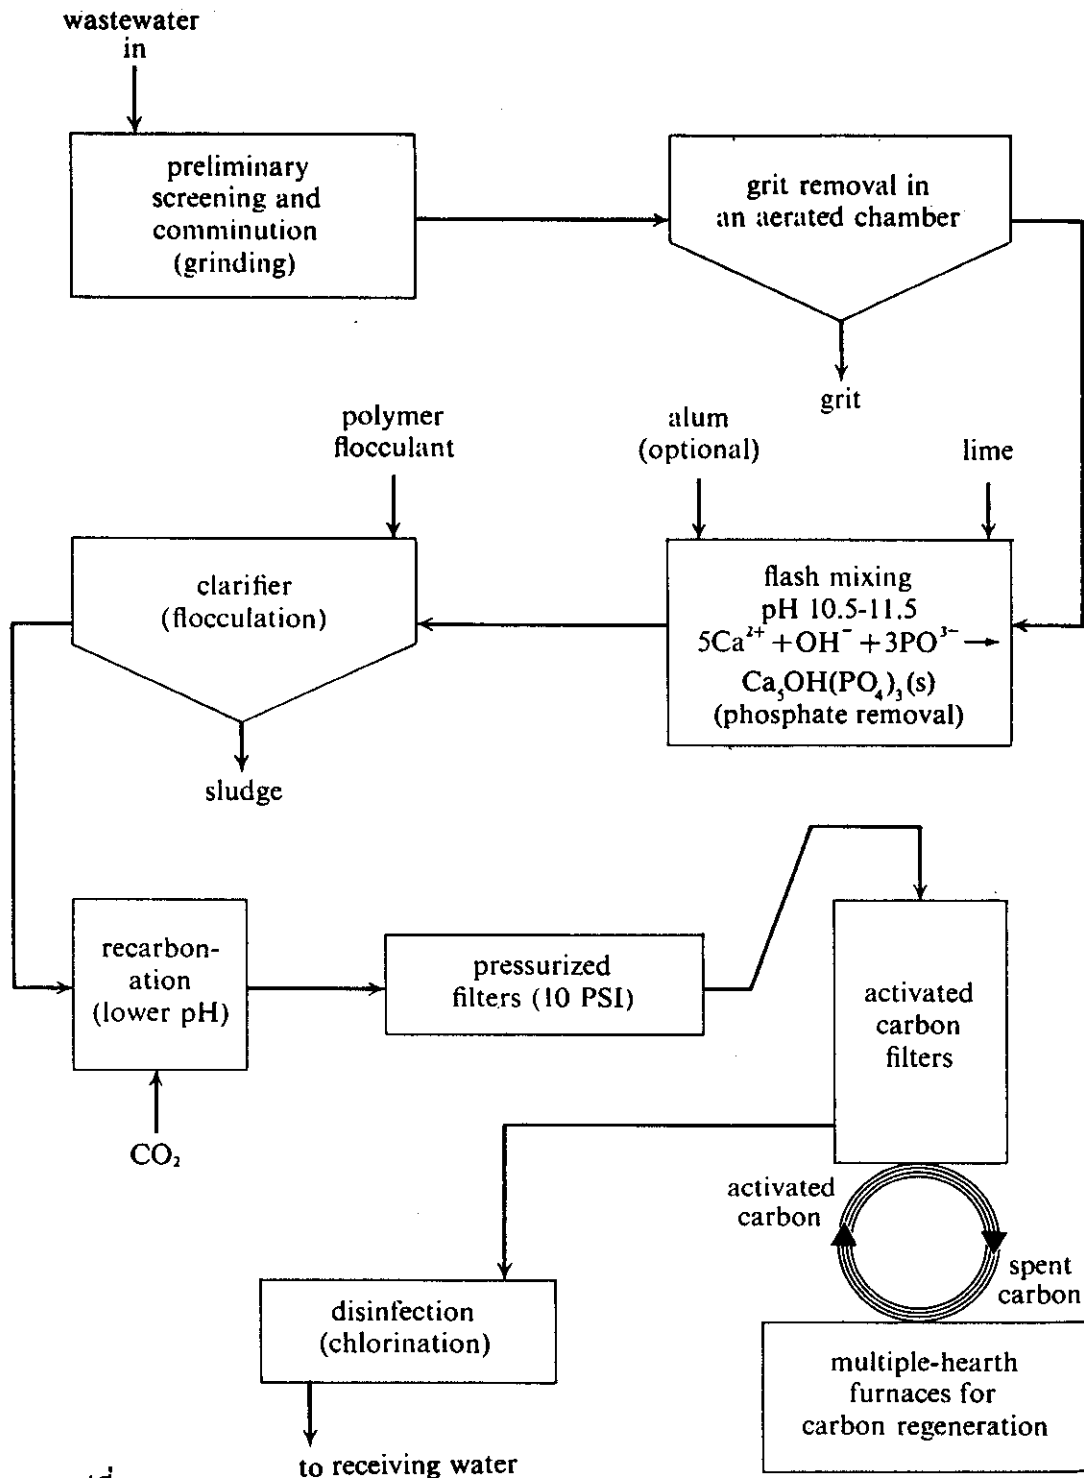 wastewater
in
preliminary
screening and
comminution
(grinding)
grit removal in
an aerated chamber
grit
polymer
flocculant
alum
(optional)
lime
clarifier
(flocculation)
flash mixing
pH 10.5-11.5
5Ca²⁺ + OH⁻ + 3PO³⁻ →
Ca₅OH(PO₄)₃(s)
(phosphate removal)
sludge
recarbon-
ation
(lower pH)
pressurized
filters (10 PSI)
activated
carbon
filters
CO₂
activated
carbon
spent
carbon
disinfection
(chlorination)
multiple-hearth
furnaces for
carbon regeneration
to receiving water